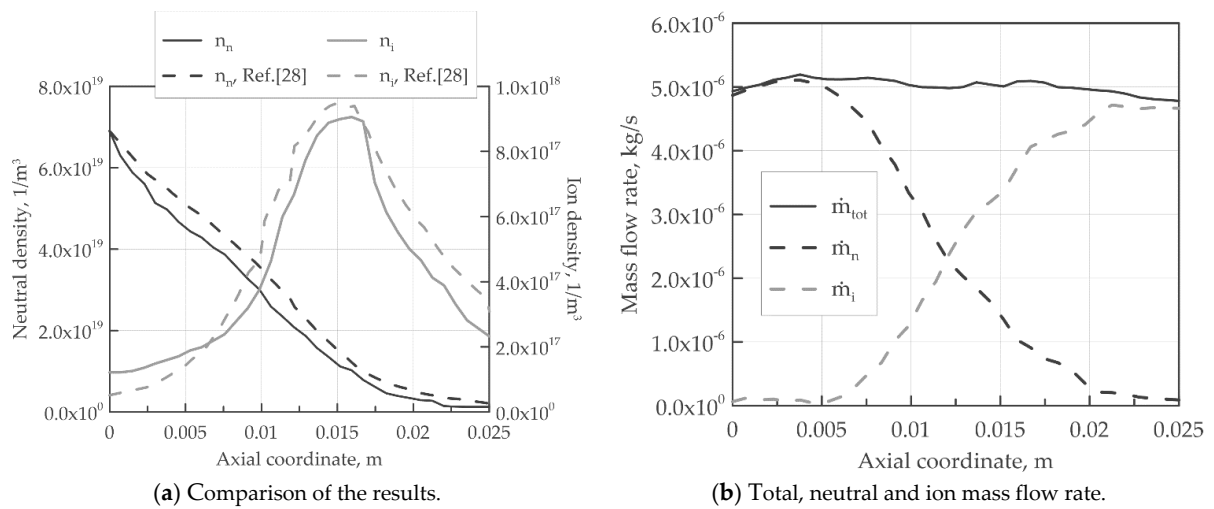 n_n
n_i
n_n, Ref.[28]
n_i, Ref.[28]
8.0x10^19
6.0x10^19
4.0x10^19
2.0x10^19
0.0x10^0
Neutral density, 1/m^3
1.0x10^18
8.0x10^17
6.0x10^17
4.0x10^17
2.0x10^17
0.0x10^0
Ion density, 1/m^3
0 0.005 0.01 0.015 0.02 0.025
Axial coordinate, m
(a) Comparison of the results.
6.0x10^-6
5.0x10^-6
4.0x10^-6
3.0x10^-6
2.0x10^-6
1.0x10^-6
0.0x10^0
Mass flow rate, kg/s
ṁ_tot
ṁ_n
ṁ_i
0 0.005 0.01 0.015 0.02 0.025
Axial coordinate, m
(b) Total, neutral and ion mass flow rate.